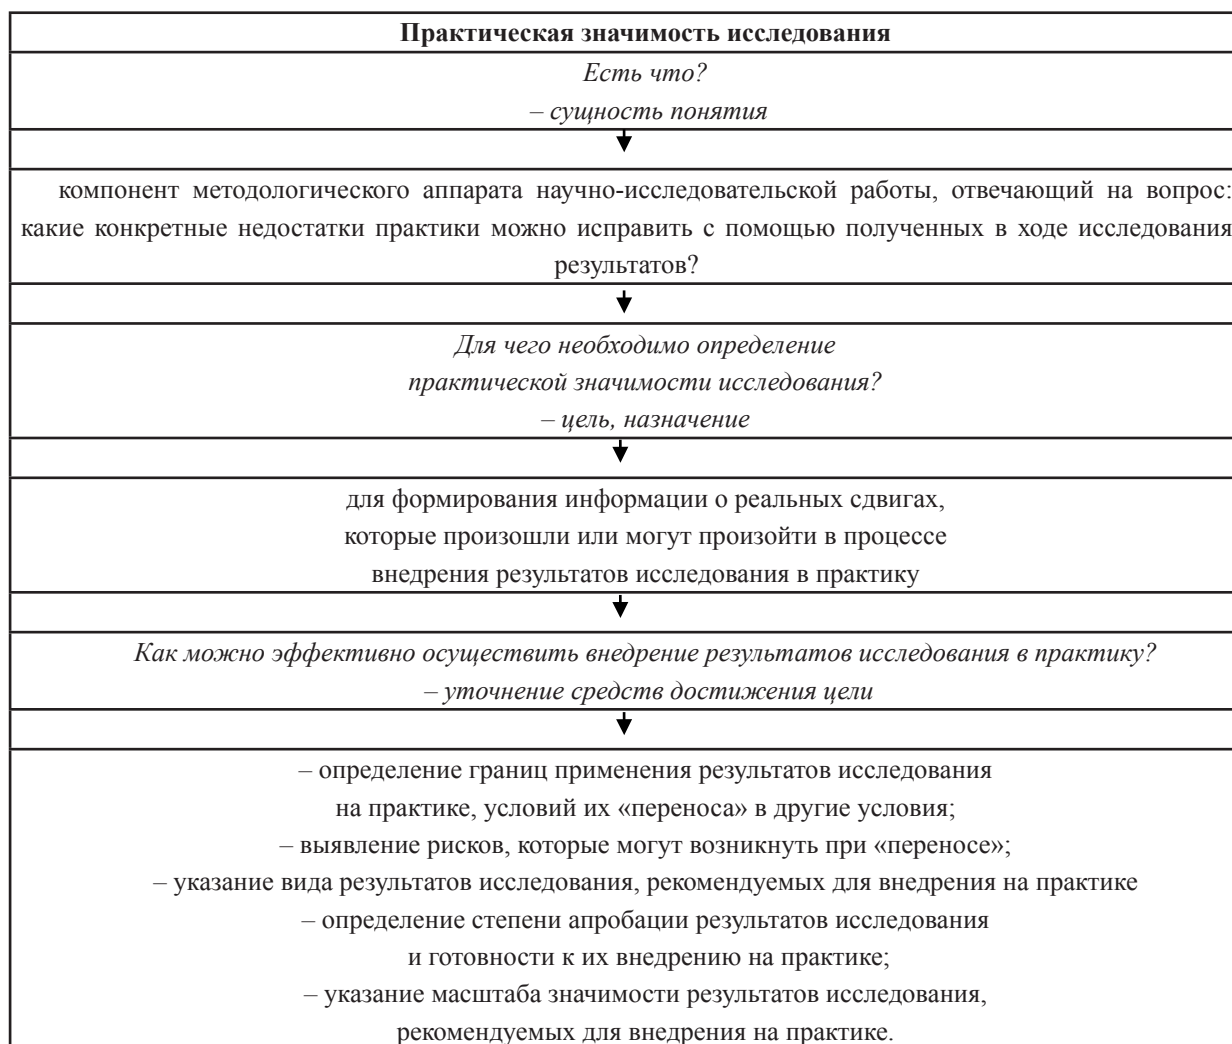 Практическая значимость исследования
Есть что?
– сущность понятия
компонент методологического аппарата научно-исследовательской работы, отвечающий на вопрос:
какие конкретные недостатки практики можно исправить с помощью полученных в ходе исследования
результатов?
Для чего необходимо определение
практической значимости исследования?
– цель, назначение
для формирования информации о реальных сдвигах,
которые произошли или могут произойти в процессе
внедрения результатов исследования в практику
Как можно эффективно осуществить внедрение результатов исследования в практику?
– уточнение средств достижения цели
– определение границ применения результатов исследования
на практике, условий их «переноса» в другие условия;
– выявление рисков, которые могут возникнуть при «переносе»;
– указание вида результатов исследования, рекомендуемых для внедрения на практике
– определение степени апробации результатов исследования
и готовности к их внедрению на практике;
– указание масштаба значимости результатов исследования,
рекомендуемых для внедрения на практике.